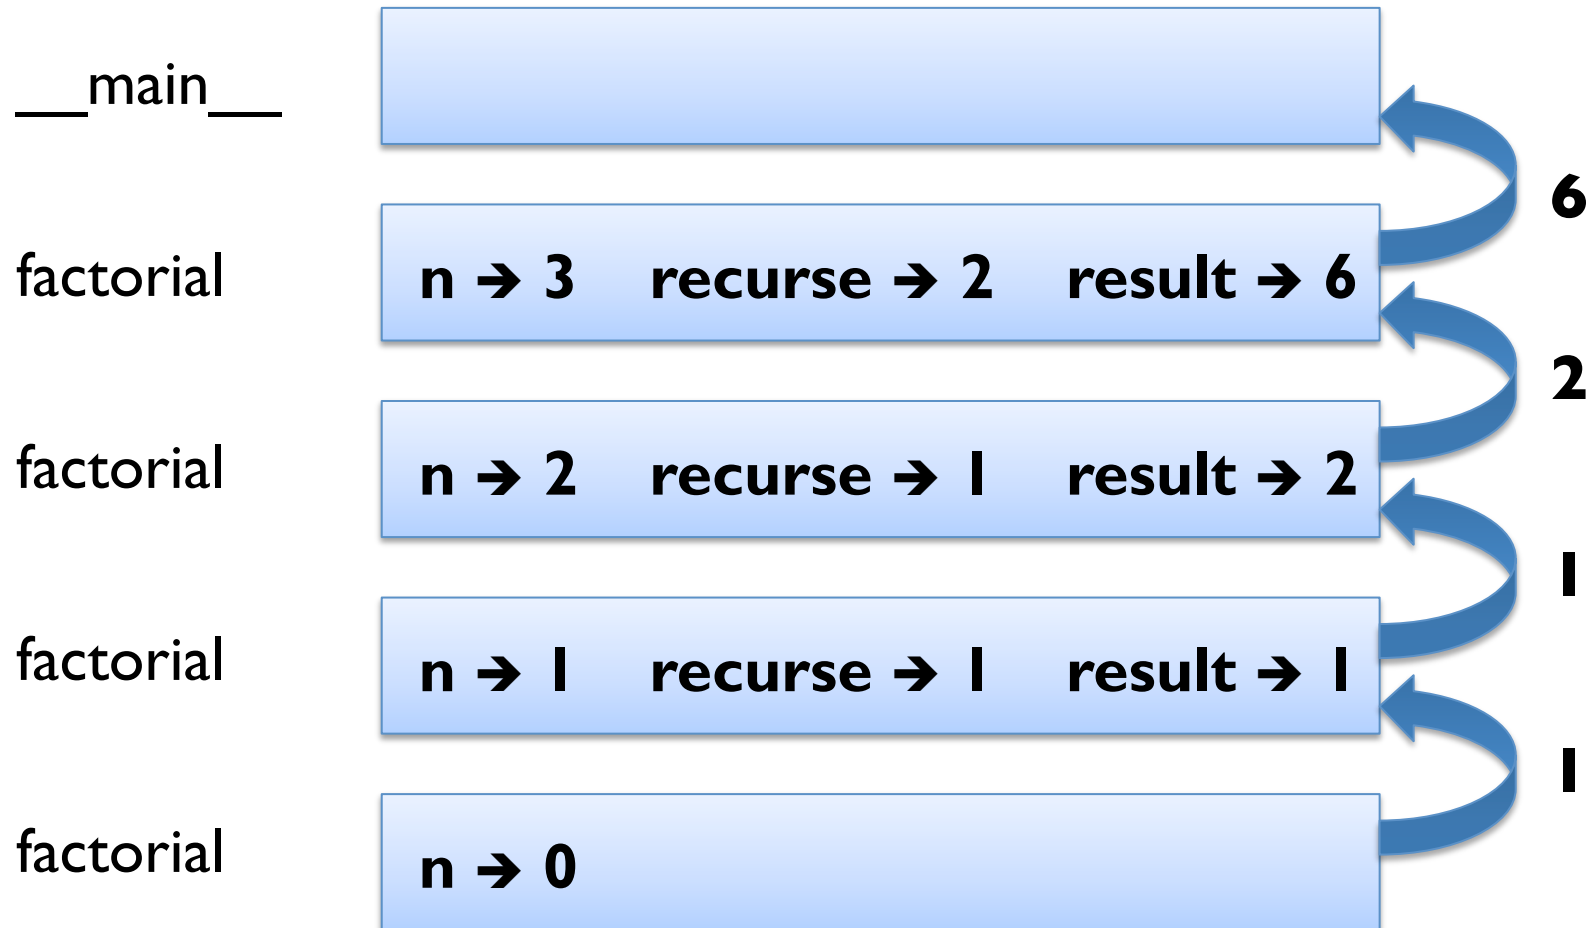 __main__
6
factorial n → 3 recurse → 2 result → 6
2
factorial n → 2 recurse → 1 result → 2
1
factorial n → 1 recurse → 1 result → 1
1
factorial n → 0